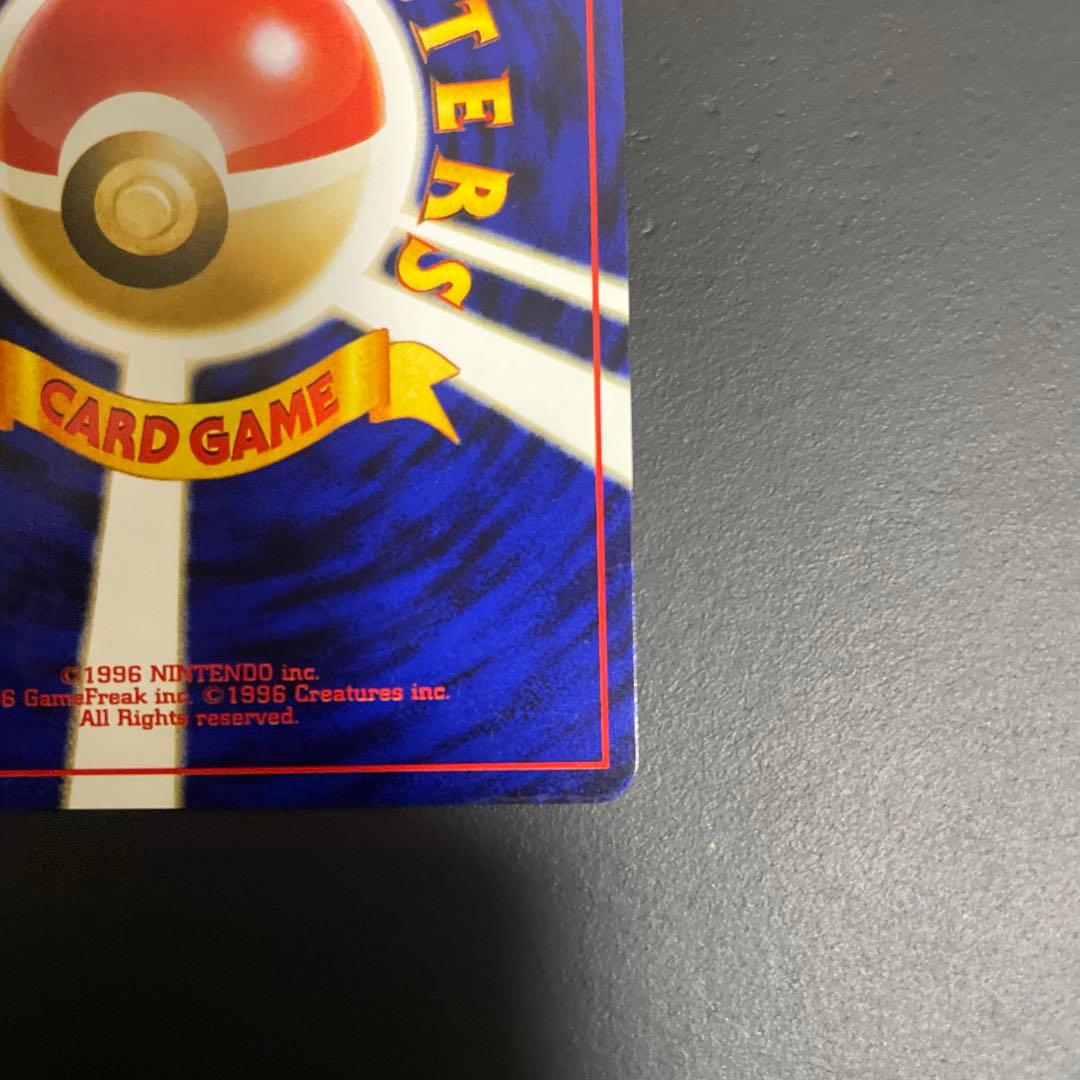 TERS
CARD GAME
©1996 NINTENDO inc.
6 GameFreak inc. ©1996 Creatures inc.
All Rights reserved.